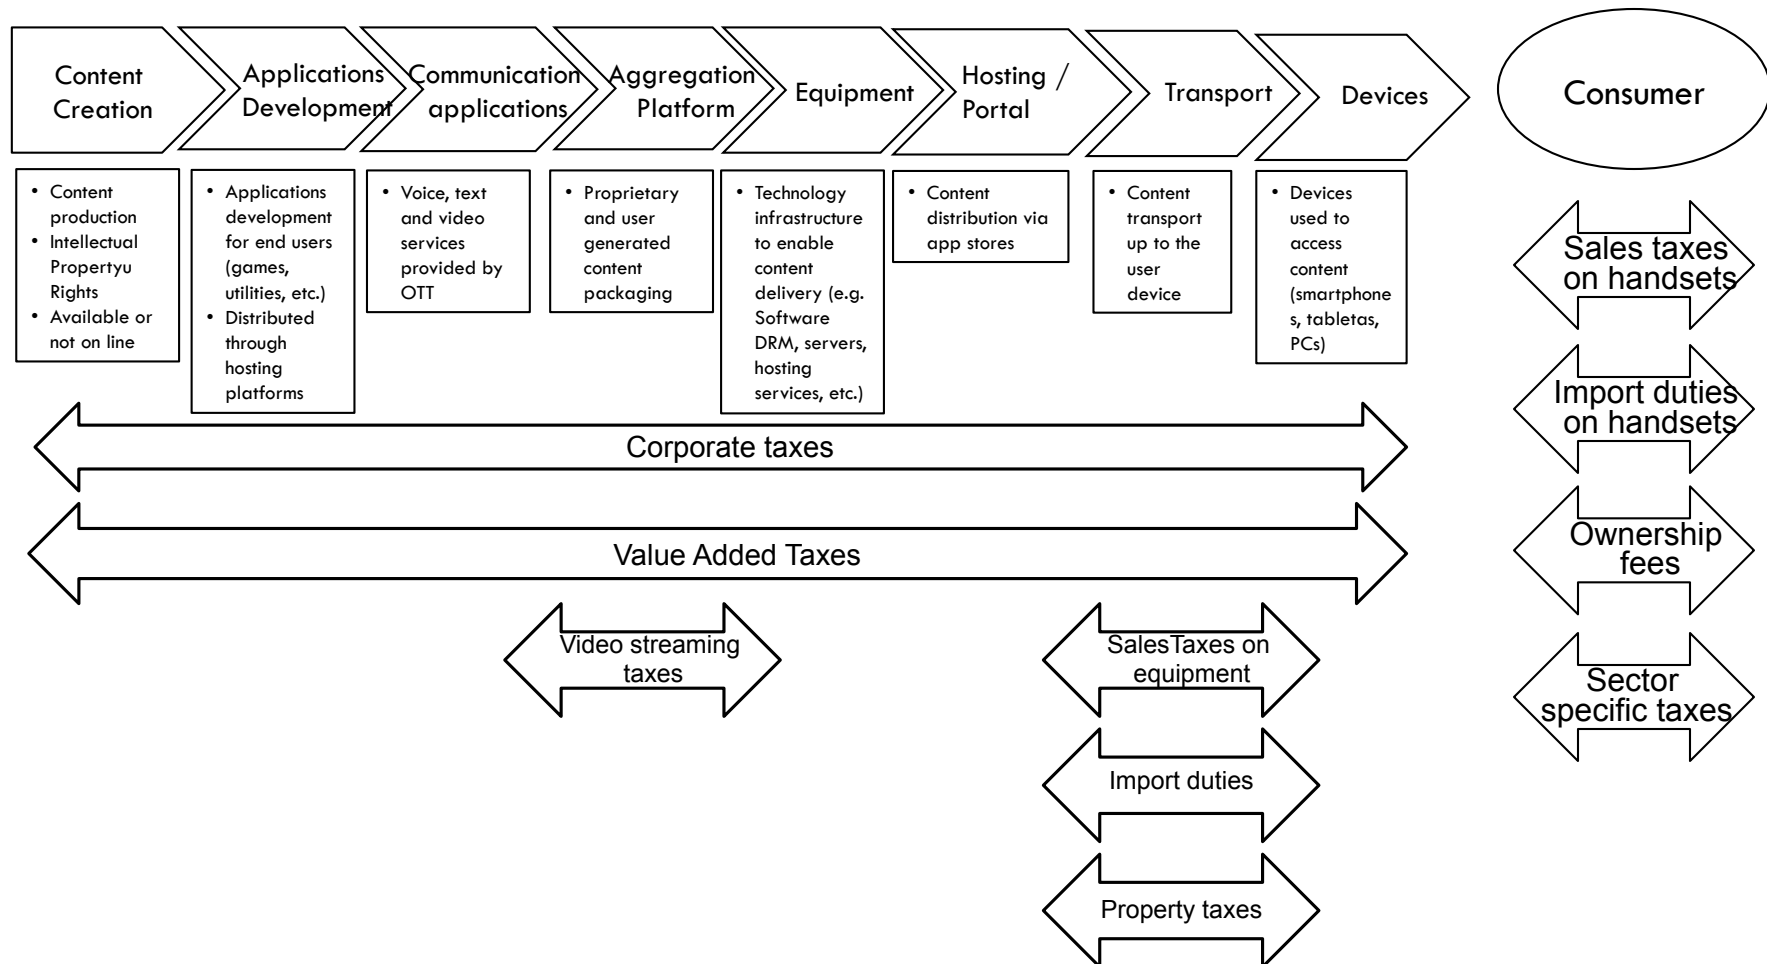 Content
Creation
Applications
Development
Communication
applications
Aggregation
Platform
Equipment
Hosting /
Portal
Transport
Devices
Consumer
• Content
production
• Intellectual
Propertyu
Rights
• Available or
not on line
• Applications
development
for end users
(games,
utilities, etc.)
• Distributed
through
hosting
platforms
• Voice, text
and video
services
provided by
OTT
• Proprietary
and user
generated
content
packaging
• Technology
infrastructure
to enable
content
delivery (e.g.
Software
DRM, servers,
hosting
services, etc.)
• Content
distribution via
app stores
• Content
transport
up to the
user
device
• Devices
used to
access
content
(smartphone
s, tabletas,
PCs)
Corporate taxes
Value Added Taxes
Video streaming
taxes
SalesTaxes on
equipment
Import duties
Property taxes
Sales taxes
on handsets
Import duties
on handsets
Ownership
fees
Sector
specific taxes